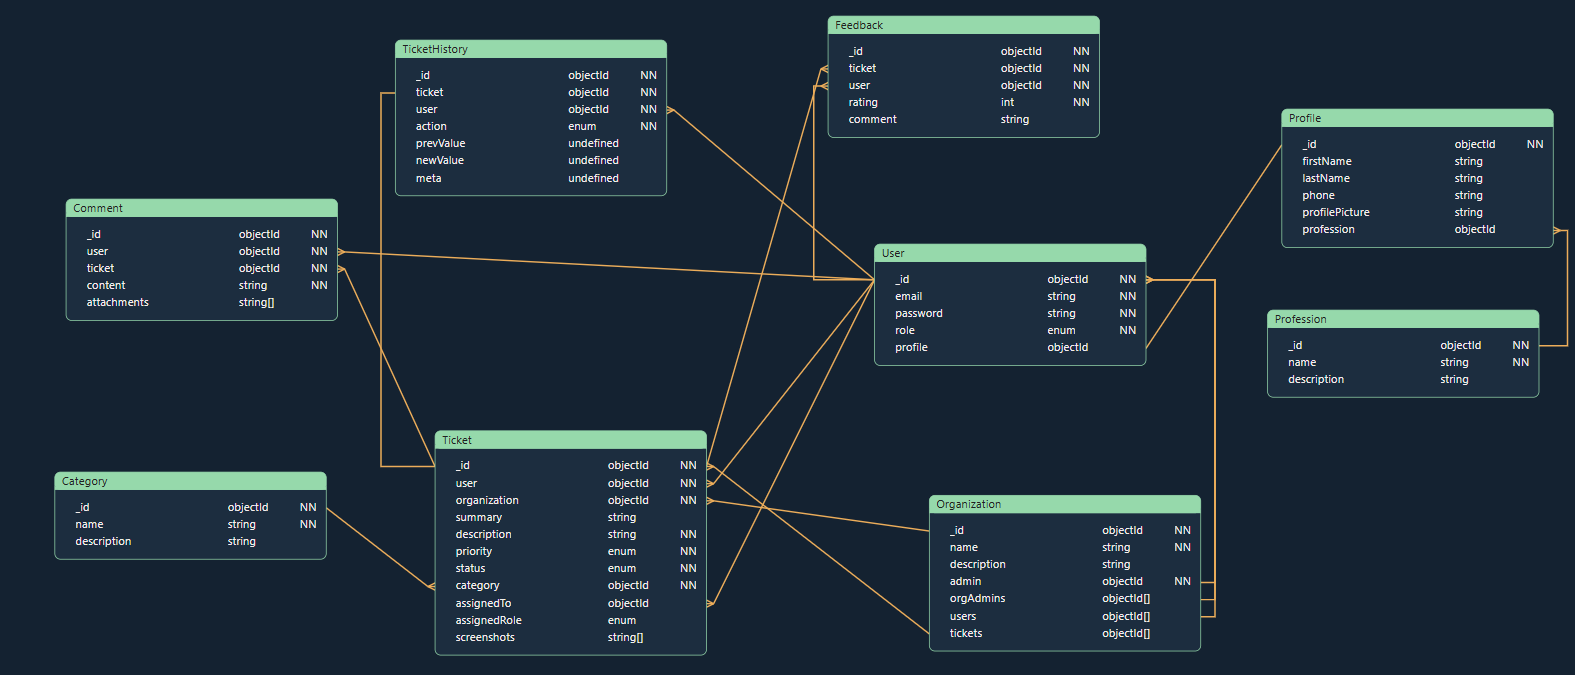 Feedback
_id objectId NN
ticket objectId NN
user objectId NN
rating int NN
comment string
TicketHistory
_id objectId NN
ticket objectId NN
user objectId NN
action enum NN
prevValue undefined
newValue undefined
meta undefined
Profile
_id objectId NN
firstName string
lastName string
phone string
profilePicture string
profession objectId
Comment
_id objectId NN
user objectId NN
ticket objectId NN
content string NN
attachments string[]
User
_id objectId NN
email string NN
password string NN
role enum NN
profile objectId
Profession
_id objectId NN
name string NN
description string
Ticket
_id objectId NN
user objectId NN
organization objectId NN
summary string
description string NN
priority enum NN
status enum NN
category objectId NN
assignedTo objectId
assignedRole enum
screenshots string[]
Category
_id objectId NN
name string NN
description string
Organization
_id objectId NN
name string NN
description string
admin objectId NN
orgAdmins objectId[]
users objectId[]
tickets objectId[]